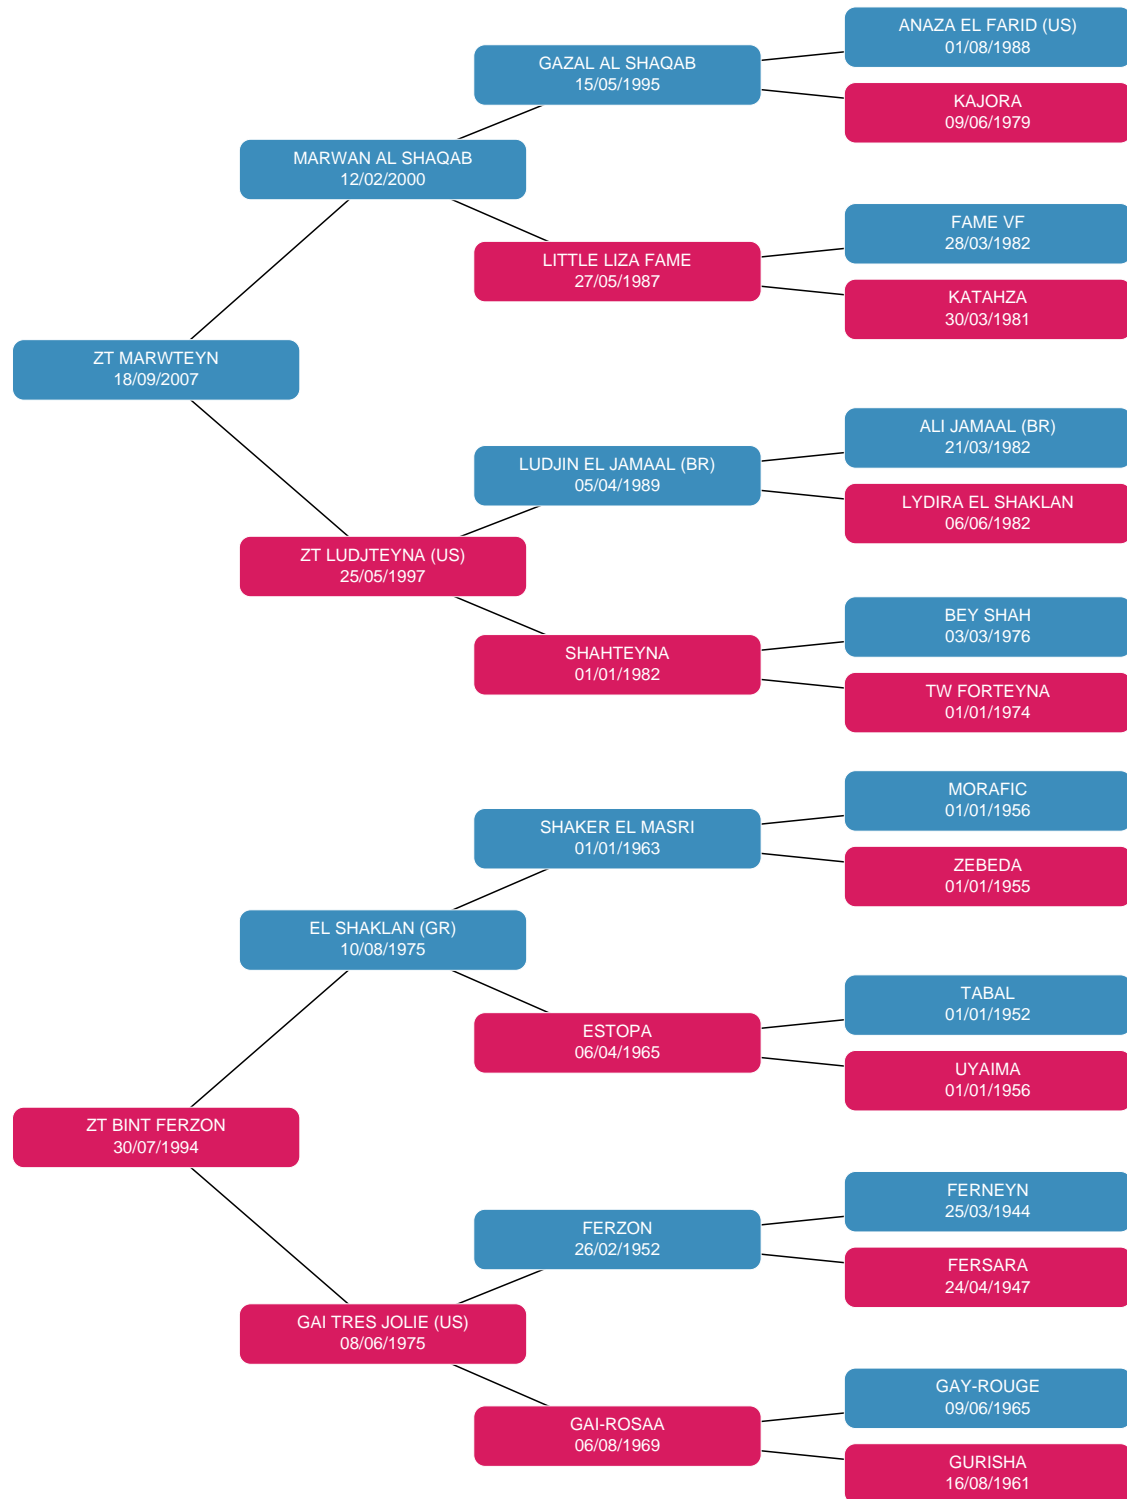 ANAZA EL FARID (US)
01/08/1988
GAZAL AL SHAQAB
15/05/1995
KAJORA
09/06/1979
MARWAN AL SHAQAB
12/02/2000
FAME VF
28/03/1982
LITTLE LIZA FAME
27/05/1987
KATAHZA
30/03/1981
ZT MARWTEYN
18/09/2007
ALI JAMAAL (BR)
21/03/1982
LUDJIN EL JAMAAL (BR)
05/04/1989
LYDIRA EL SHAKLAN
06/06/1982
ZT LUDJTEYNA (US)
25/05/1997
BEY SHAH
03/03/1976
SHAHTEYNA
01/01/1982
TW FORTEYNA
01/01/1974
MORAFIC
01/01/1956
SHAKER EL MASRI
01/01/1963
ZEBEDA
01/01/1955
EL SHAKLAN (GR)
10/08/1975
TABAL
01/01/1952
ESTOPA
06/04/1965
UYAIMA
01/01/1956
ZT BINT FERZON
30/07/1994
FERNEYN
25/03/1944
FERZON
26/02/1952
FERSARA
24/04/1947
GAI TRES JOLIE (US)
08/06/1975
GAY-ROUGE
09/06/1965
GAI-ROSAA
06/08/1969
GURISHA
16/08/1961